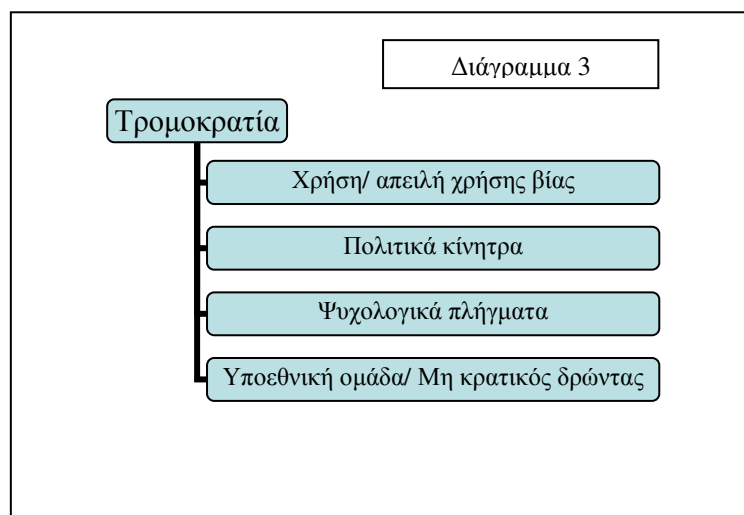 Διάγραμμα 3
Τρομοκρατία
Χρήση/ απειλή χρήσης βίας
Πολιτικά κίνητρα
Ψυχολογικά πλήγματα
Υποεθνική ομάδα/ Μη κρατικός δρώντας